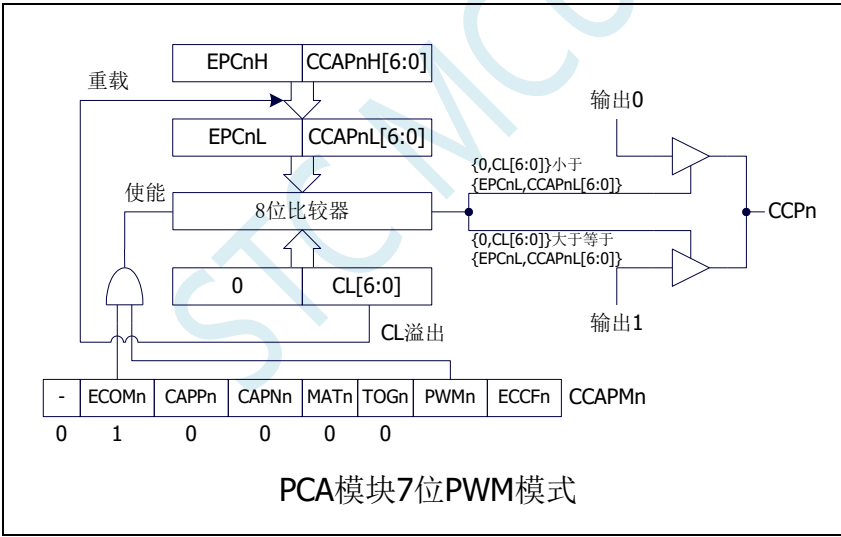 EPCnH CCAPnH[6:0]
重载
输出0
EPCnL CCAPnL[6:0]
{0,CL[6:0]}小于
{EPCnL,CCAPnL[6:0]}
使能
8位比较器
CCPn
{0,CL[6:0]}大于等于
{EPCnL,CCAPnL[6:0]}
0 CL[6:0]
输出1
CL溢出
- ECOMn CAPPn CAPNn MATn TOGn PWMn ECCFn CCAPMn
0 1 0 0 0 0
PCA模块7位PWM模式
STC MCU